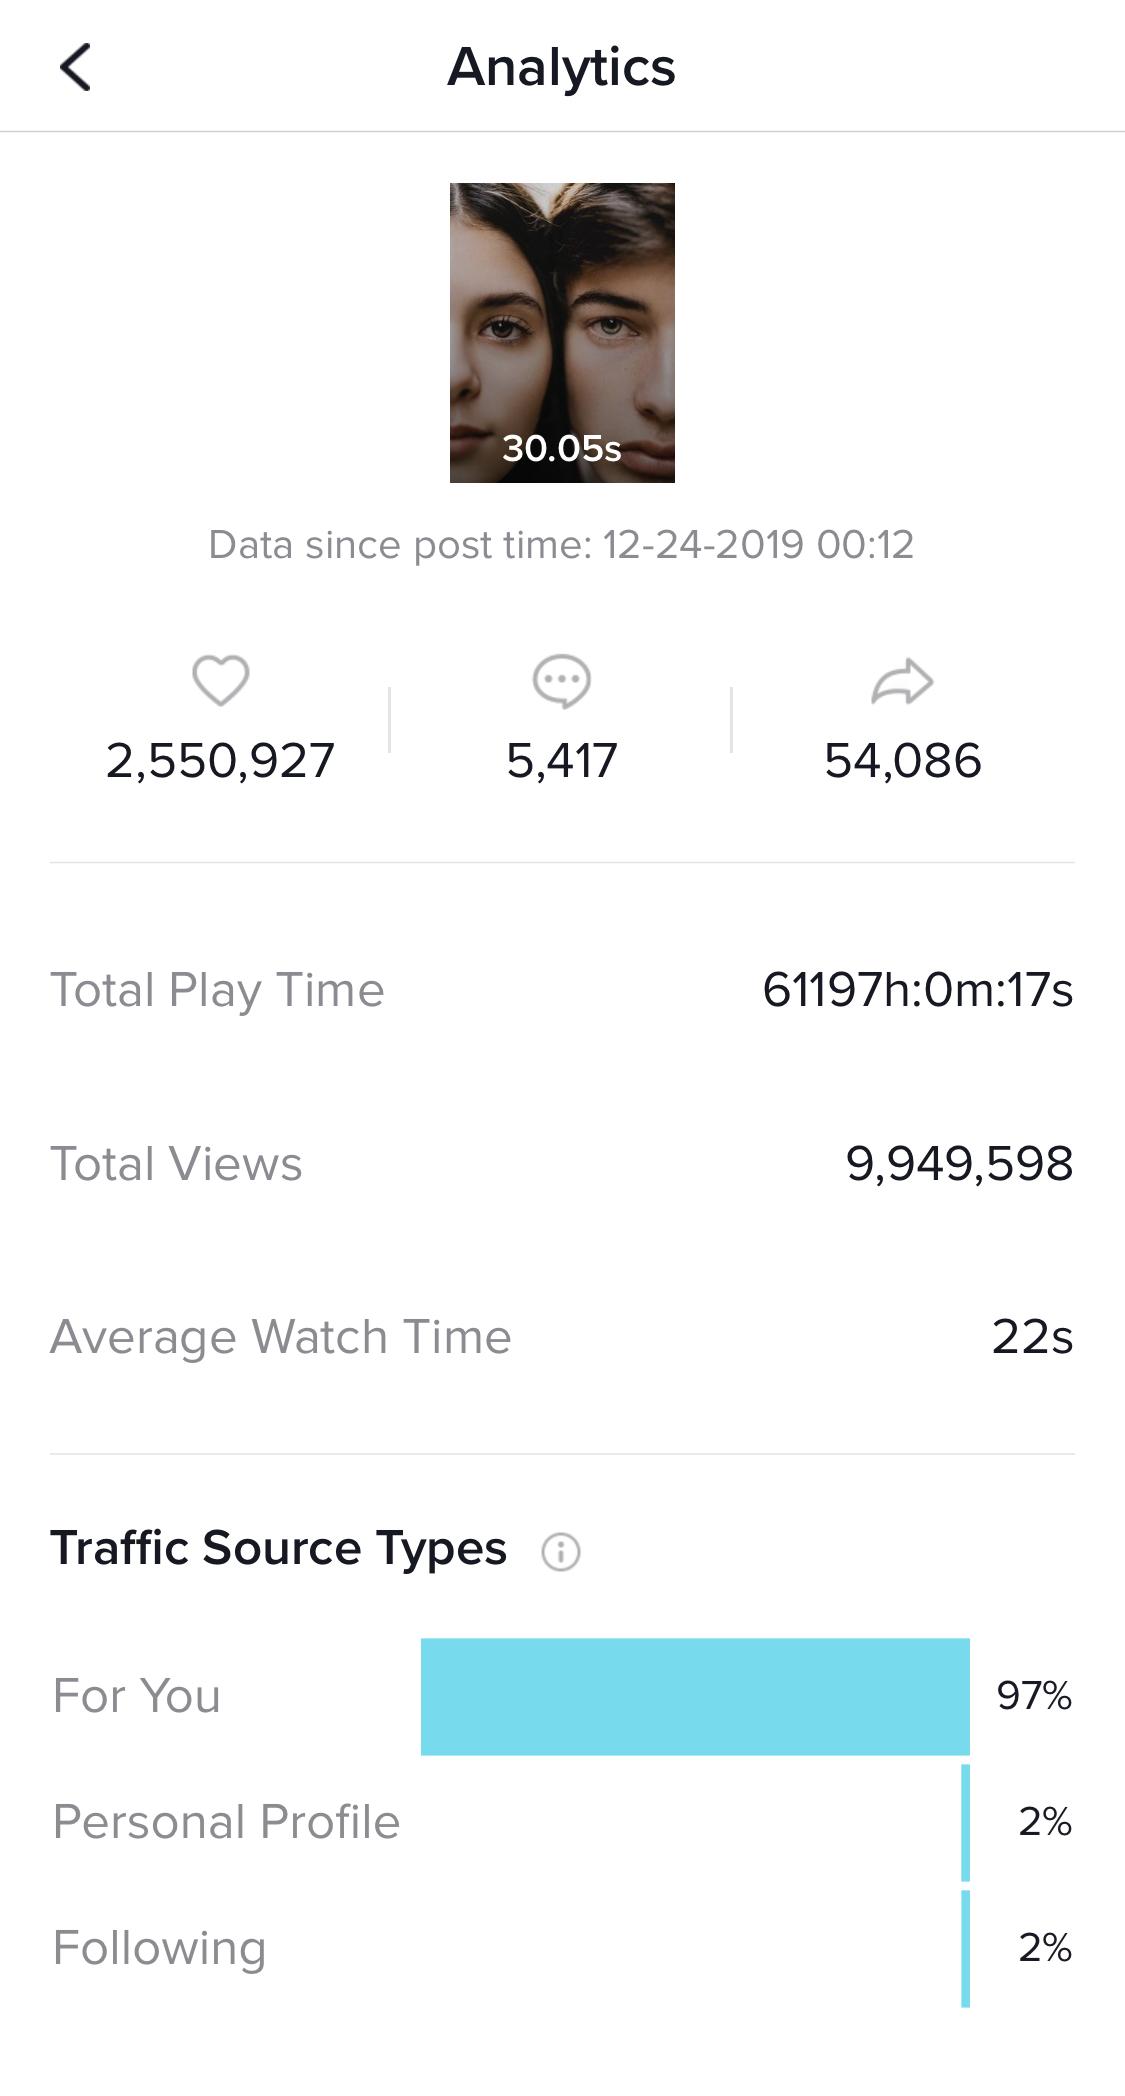 Analytics
30.05s
Data since post time: 12-24-2019 00:12
2,550,927
5,417
54,086
Total Play Time 61197h:0m:17s
Total Views 9,949,598
Average Watch Time 22s
Traffic Source Types
For You 97%
Personal Profile 2%
Following 2%